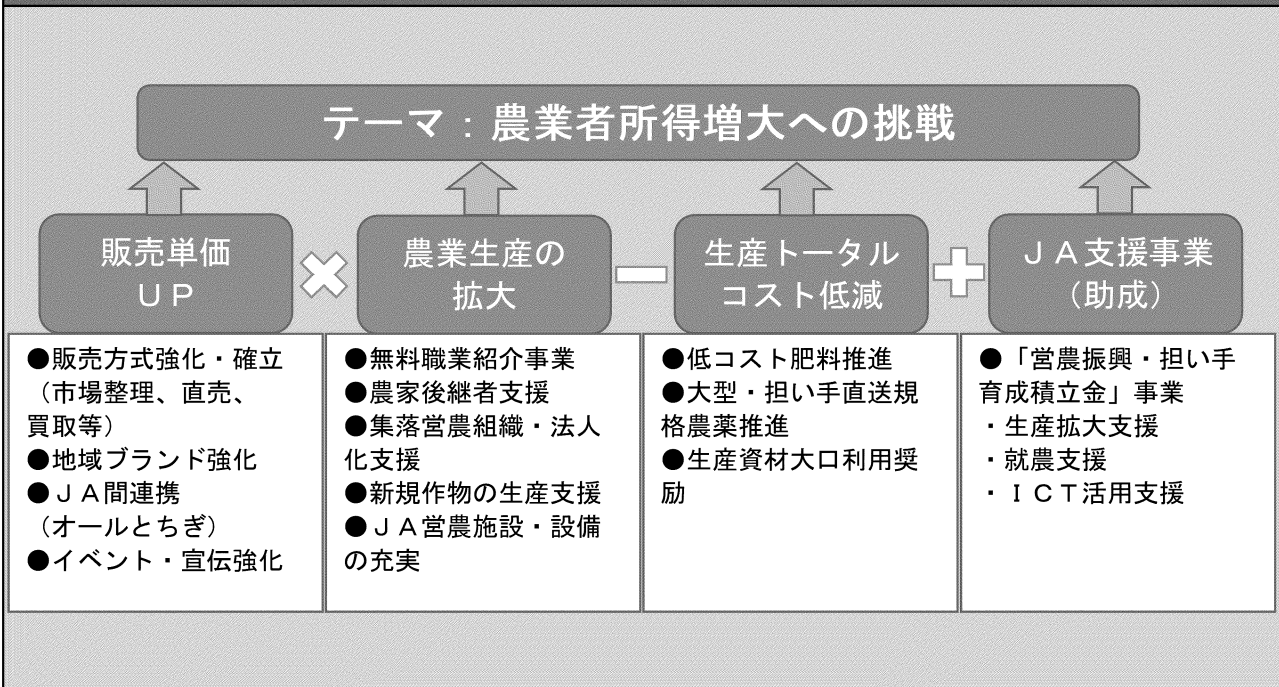 テーマ：農業者所得増大への挑戦
販売単価
ＵＰ
農業生産の
拡大
生産トータル
コスト低減
ＪＡ支援事業
（助成）
●販売方式強化・確立
（市場整理、直売、
買取等）
●地域ブランド強化
●ＪＡ間連携
（オールとちぎ）
●イベント・宣伝強化
●無料職業紹介事業
●農家後継者支援
●集落営農組織・法人
化支援
●新規作物の生産支援
●ＪＡ営農施設・設備
の充実
●低コスト肥料推進
●大型・担い手直送規
格農薬推進
●生産資材大口利用奨
励
●「営農振興・担い手
育成積立金」事業
・生産拡大支援
・就農支援
・ＩＣＴ活用支援